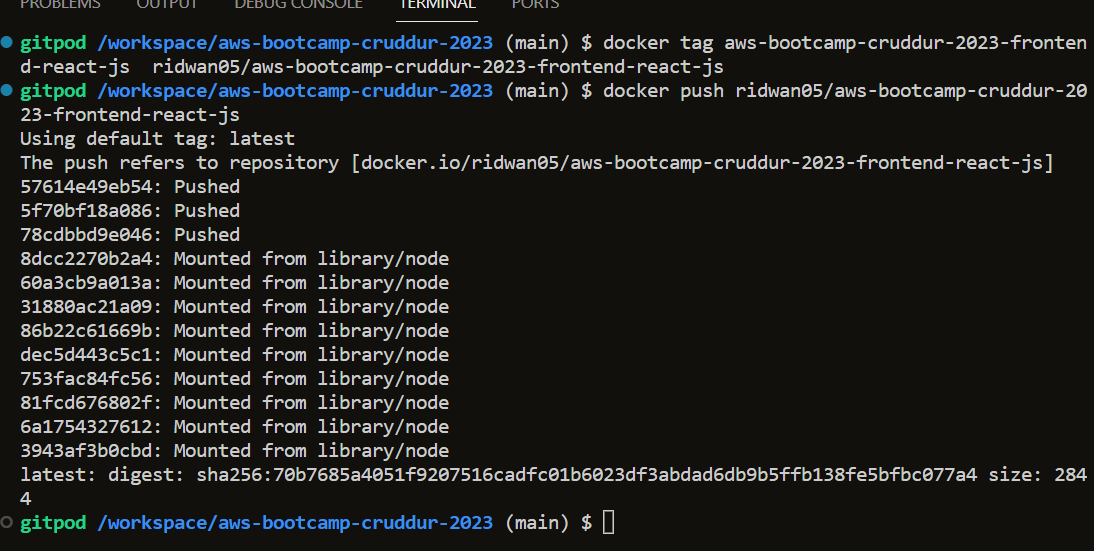 PROBLEMS OUTPUT DEBUG CONSOLE TERMINAL PORTS
gitpod /workspace/aws-bootcamp-cruddur-2023 (main) $ docker tag aws-bootcamp-cruddur-2023-fronten
d-react-js  ridwan05/aws-bootcamp-cruddur-2023-frontend-react-js
gitpod /workspace/aws-bootcamp-cruddur-2023 (main) $ docker push ridwan05/aws-bootcamp-cruddur-20
23-frontend-react-js
Using default tag: latest
The push refers to repository [docker.io/ridwan05/aws-bootcamp-cruddur-2023-frontend-react-js]
57614e49eb54: Pushed
5f70bf18a086: Pushed
78cdbbd9e046: Pushed
8dcc2270b2a4: Mounted from library/node
60a3cb9a013a: Mounted from library/node
31880ac21a09: Mounted from library/node
86b22c61669b: Mounted from library/node
dec5d443c5c1: Mounted from library/node
753fac84fc56: Mounted from library/node
81fcd676802f: Mounted from library/node
6a1754327612: Mounted from library/node
3943af3b0cbd: Mounted from library/node
latest: digest: sha256:70b7685a4051f9207516cadfc01b6023df3abdad6db9b5ffb138fe5bfbc077a4 size: 284
4
gitpod /workspace/aws-bootcamp-cruddur-2023 (main) $